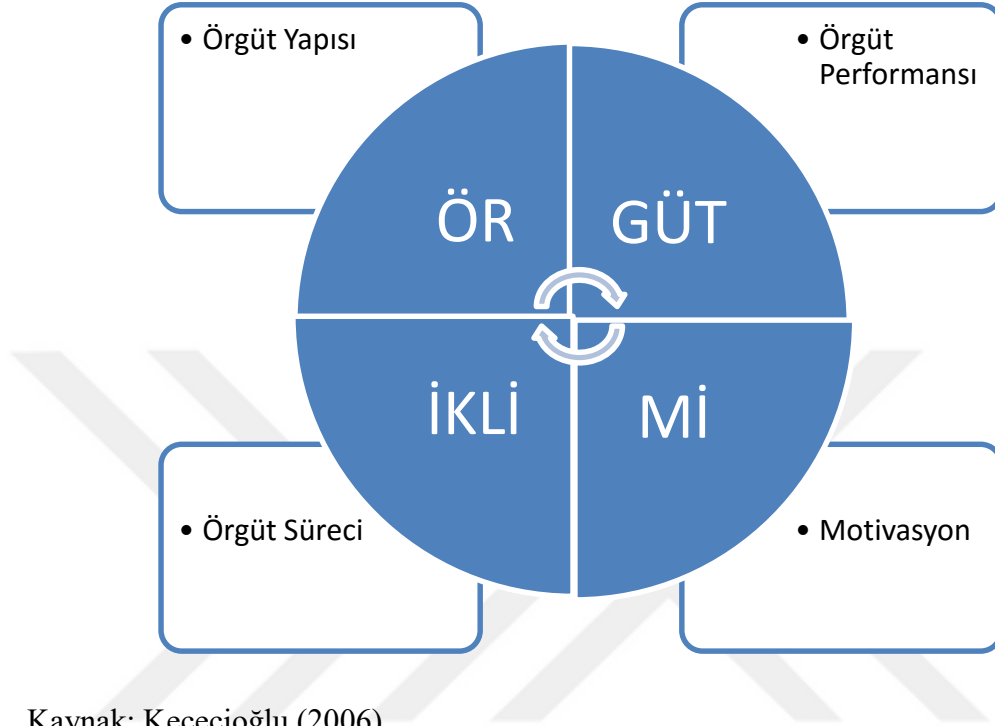 • Örgüt Yapısı
• Örgüt
Performansı
ÖR
GÜT
İKLİ
Mİ
• Örgüt Süreci
• Motivasyon
Kaynak: Keçecioğlu (2006)